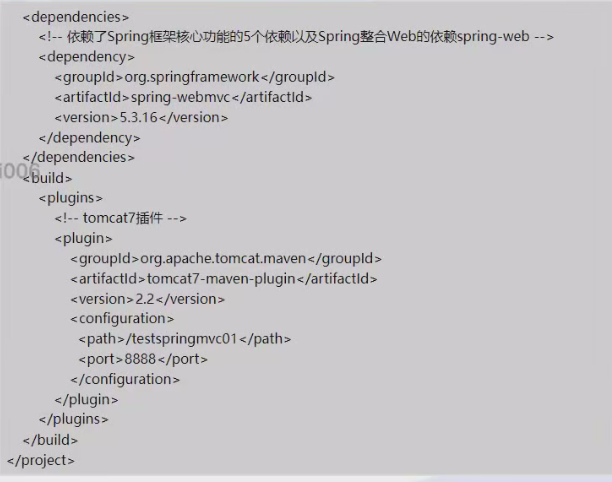 <dependencies>
<!-- 依赖了Spring框架核心功能的5个依赖以及Spring整合Web的依赖spring-web -->
<dependency>
<groupId>org.springframework</groupId>
<artifactId>spring-webmvc</artifactId>
<version>5.3.16</version>
</dependency>
</dependencies>
i006
<build>
<plugins>
<!-- tomcat7插件 -->
<plugin>
<groupId>org.apache.tomcat.maven</groupId>
<artifactId>tomcat7-maven-plugin</artifactId>
<version>2.2</version>
<configuration>
<path>/testspringmvc01</path>
<port>8888</port>
</configuration>
</plugin>
</plugins>
</build>
</project>